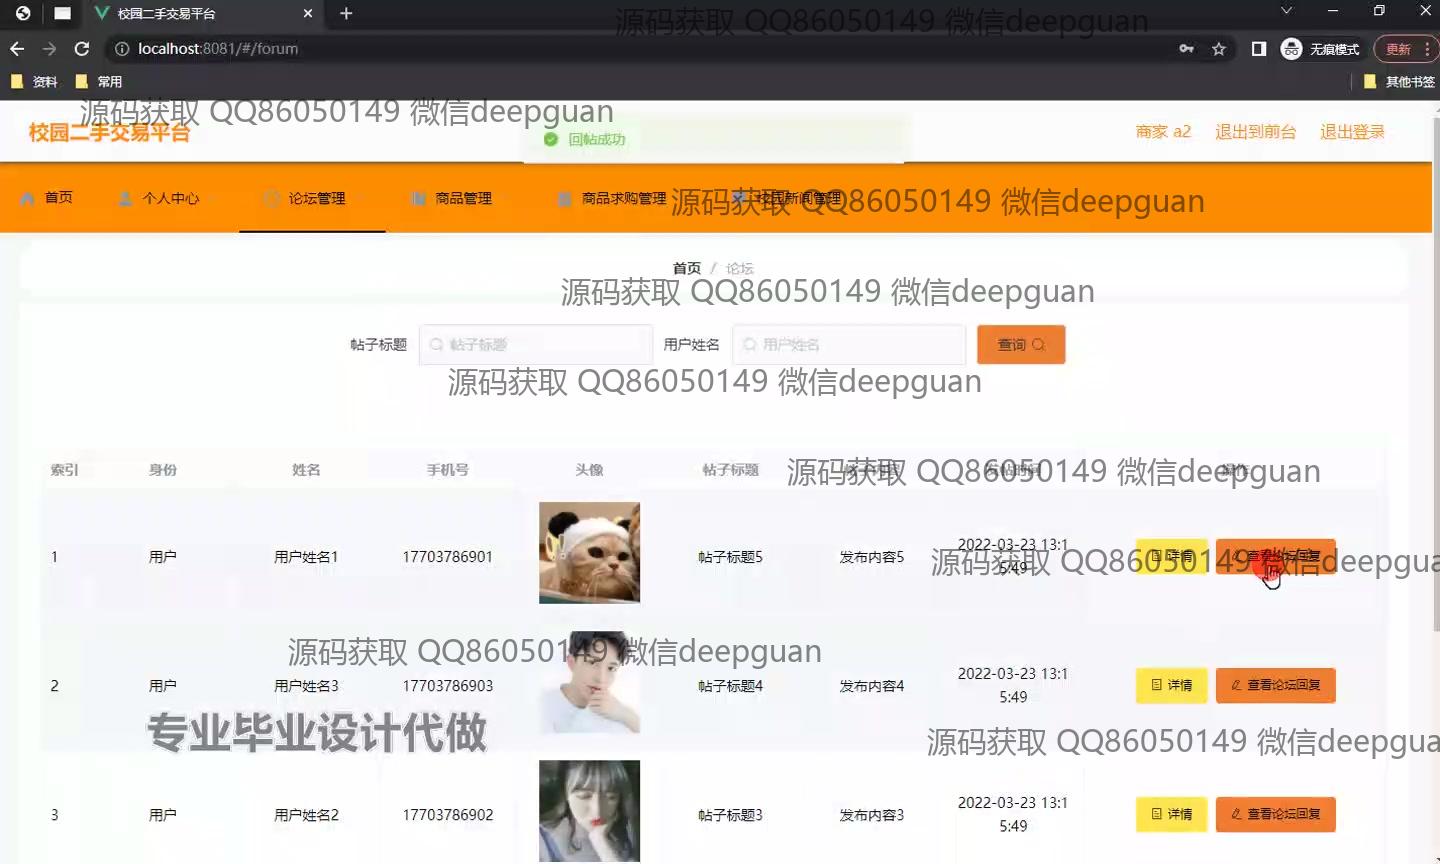 校园二手交易平台
源码获取 QQ86050149 微信deepguan
localhost:8081/#/forum
无痕模式
更新
资料
常用
其他书签
源码获取 QQ86050149 微信deepguan
校园二手交易平台
回帖成功
商家 a2
退出到前台
退出登录
首页
个人中心
论坛管理
商品管理
商品求购管理
校园新闻管理
源码获取 QQ86050149 微信deepguan
首页 / 论坛
源码获取 QQ86050149 微信deepguan
帖子标题
帖子标题
用户姓名
用户姓名
查询
源码获取 QQ86050149 微信deepguan
索引 身份 姓名 手机号 头像 帖子标题 帖子内容 发帖时间 操作
源码获取 QQ86050149 微信deepguan
1 用户 用户姓名1 17703786901 帖子标题5 发布内容5 2022-03-23 13:1
5:49
详情 查看论坛回复
源码获取 QQ86050149 微信deepgua
源码获取 QQ86050149 微信deepguan
2 用户 用户姓名3 17703786903 帖子标题4 发布内容4 2022-03-23 13:1
5:49
详情 查看论坛回复
专业毕业设计代做
源码获取 QQ86050149 微信deepgua
3 用户 用户姓名2 17703786902 帖子标题3 发布内容3 2022-03-23 13:1
5:49
详情 查看论坛回复